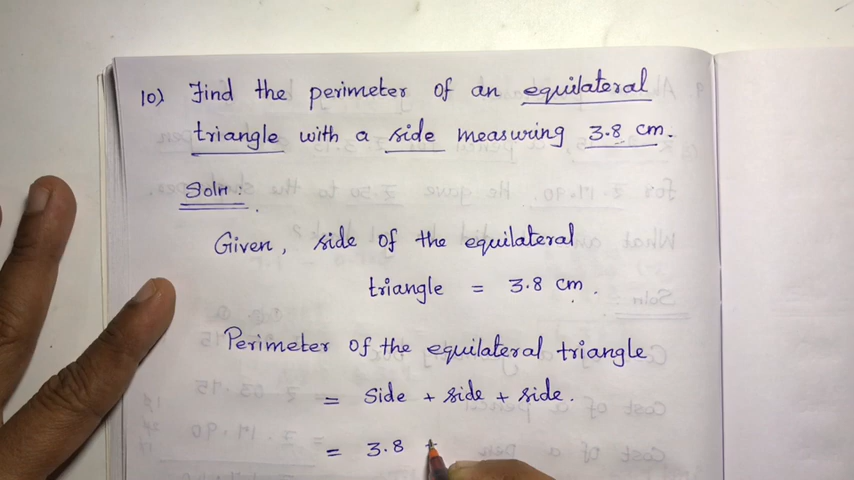 10) Find the perimeter of an equilateral
triangle with a side measuring 3.8 cm.
Soln:
Given, side of the equilateral
triangle = 3.8 cm.
Perimeter of the equilateral triangle
= Side + side + side.
= 3.8 +